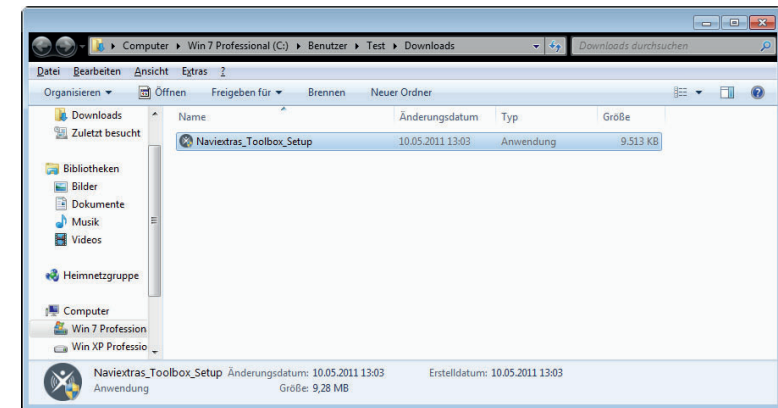 Computer ▸ Win 7 Professional (C:) ▸ Benutzer ▸ Test ▸ Downloads
Downloads durchsuchen
Datei Bearbeiten Ansicht Extras ?
Organisieren Öffnen Freigeben für Brennen Neuer Ordner
Downloads
Zuletzt besucht
Bibliotheken
Bilder
Dokumente
Musik
Videos
Heimnetzgruppe
Computer
Win 7 Profession
Win XP Professio
Name Änderungsdatum Typ Größe
Naviextras_Toolbox_Setup 10.05.2011 13:03 Anwendung 9.513 KB
Naviextras_Toolbox_Setup Änderungsdatum: 10.05.2011 13:03 Erstelldatum: 10.05.2011 13:03
Anwendung Größe: 9,28 MB